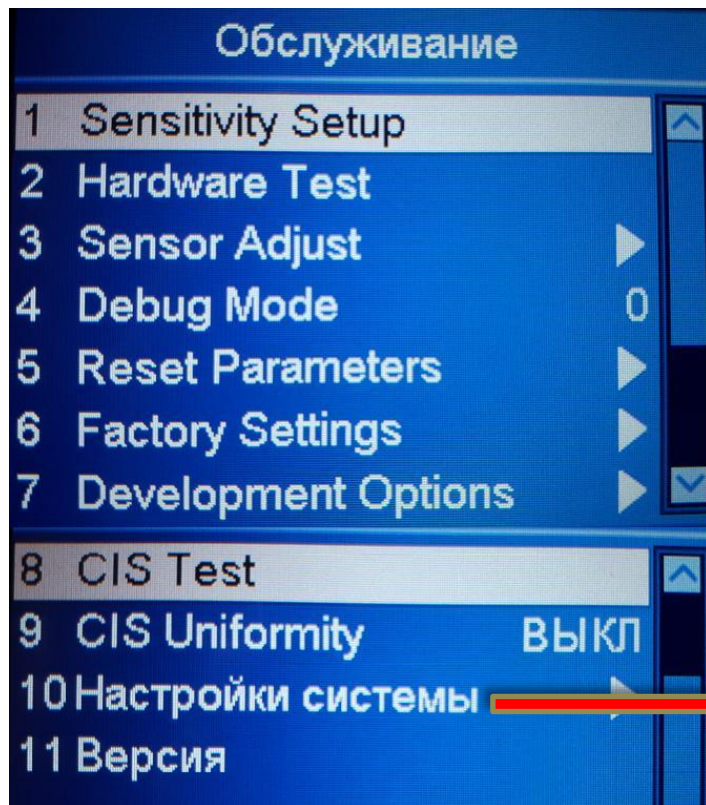 Обслуживание
1 Sensitivity Setup
2 Hardware Test
3 Sensor Adjust
4 Debug Mode 0
5 Reset Parameters
6 Factory Settings
7 Development Options
8 CIS Test
9 CIS Uniformity ВЫКЛ
10 Настройки системы
11 Версия